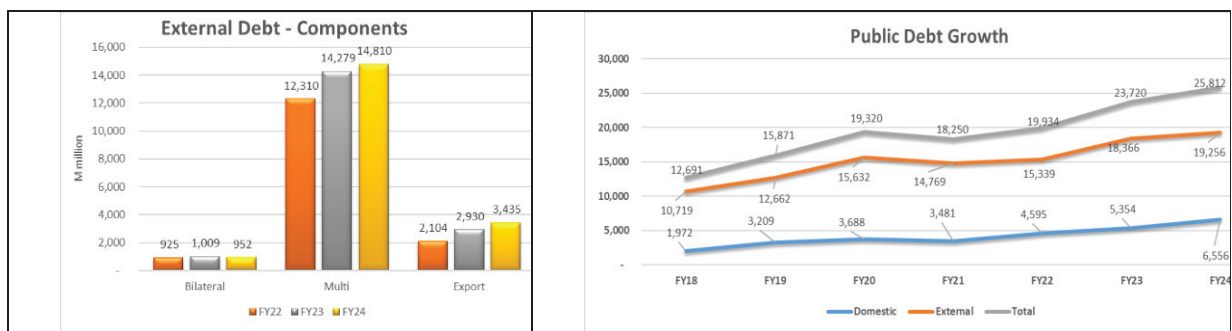 External Debt - Components
M million
16,000
14,000
12,000
10,000
8,000
6,000
4,000
2,000
-
925 1,009 952
12,310 14,279 14,810
2,104 2,930 3,435
Bilateral Multi Export
FY22 FY23 FY24
Public Debt Growth
30,000
25,000
20,000
15,000
10,000
5,000
-
12,691 15,871 19,320 18,250 19,934 23,720 25,812
10,719 12,662 15,632 14,769 15,339 18,366 19,256
1,972 3,209 3,688 3,481 4,595 5,354 6,556
FY18 FY19 FY20 FY21 FY22 FY23 FY24
Domestic External Total